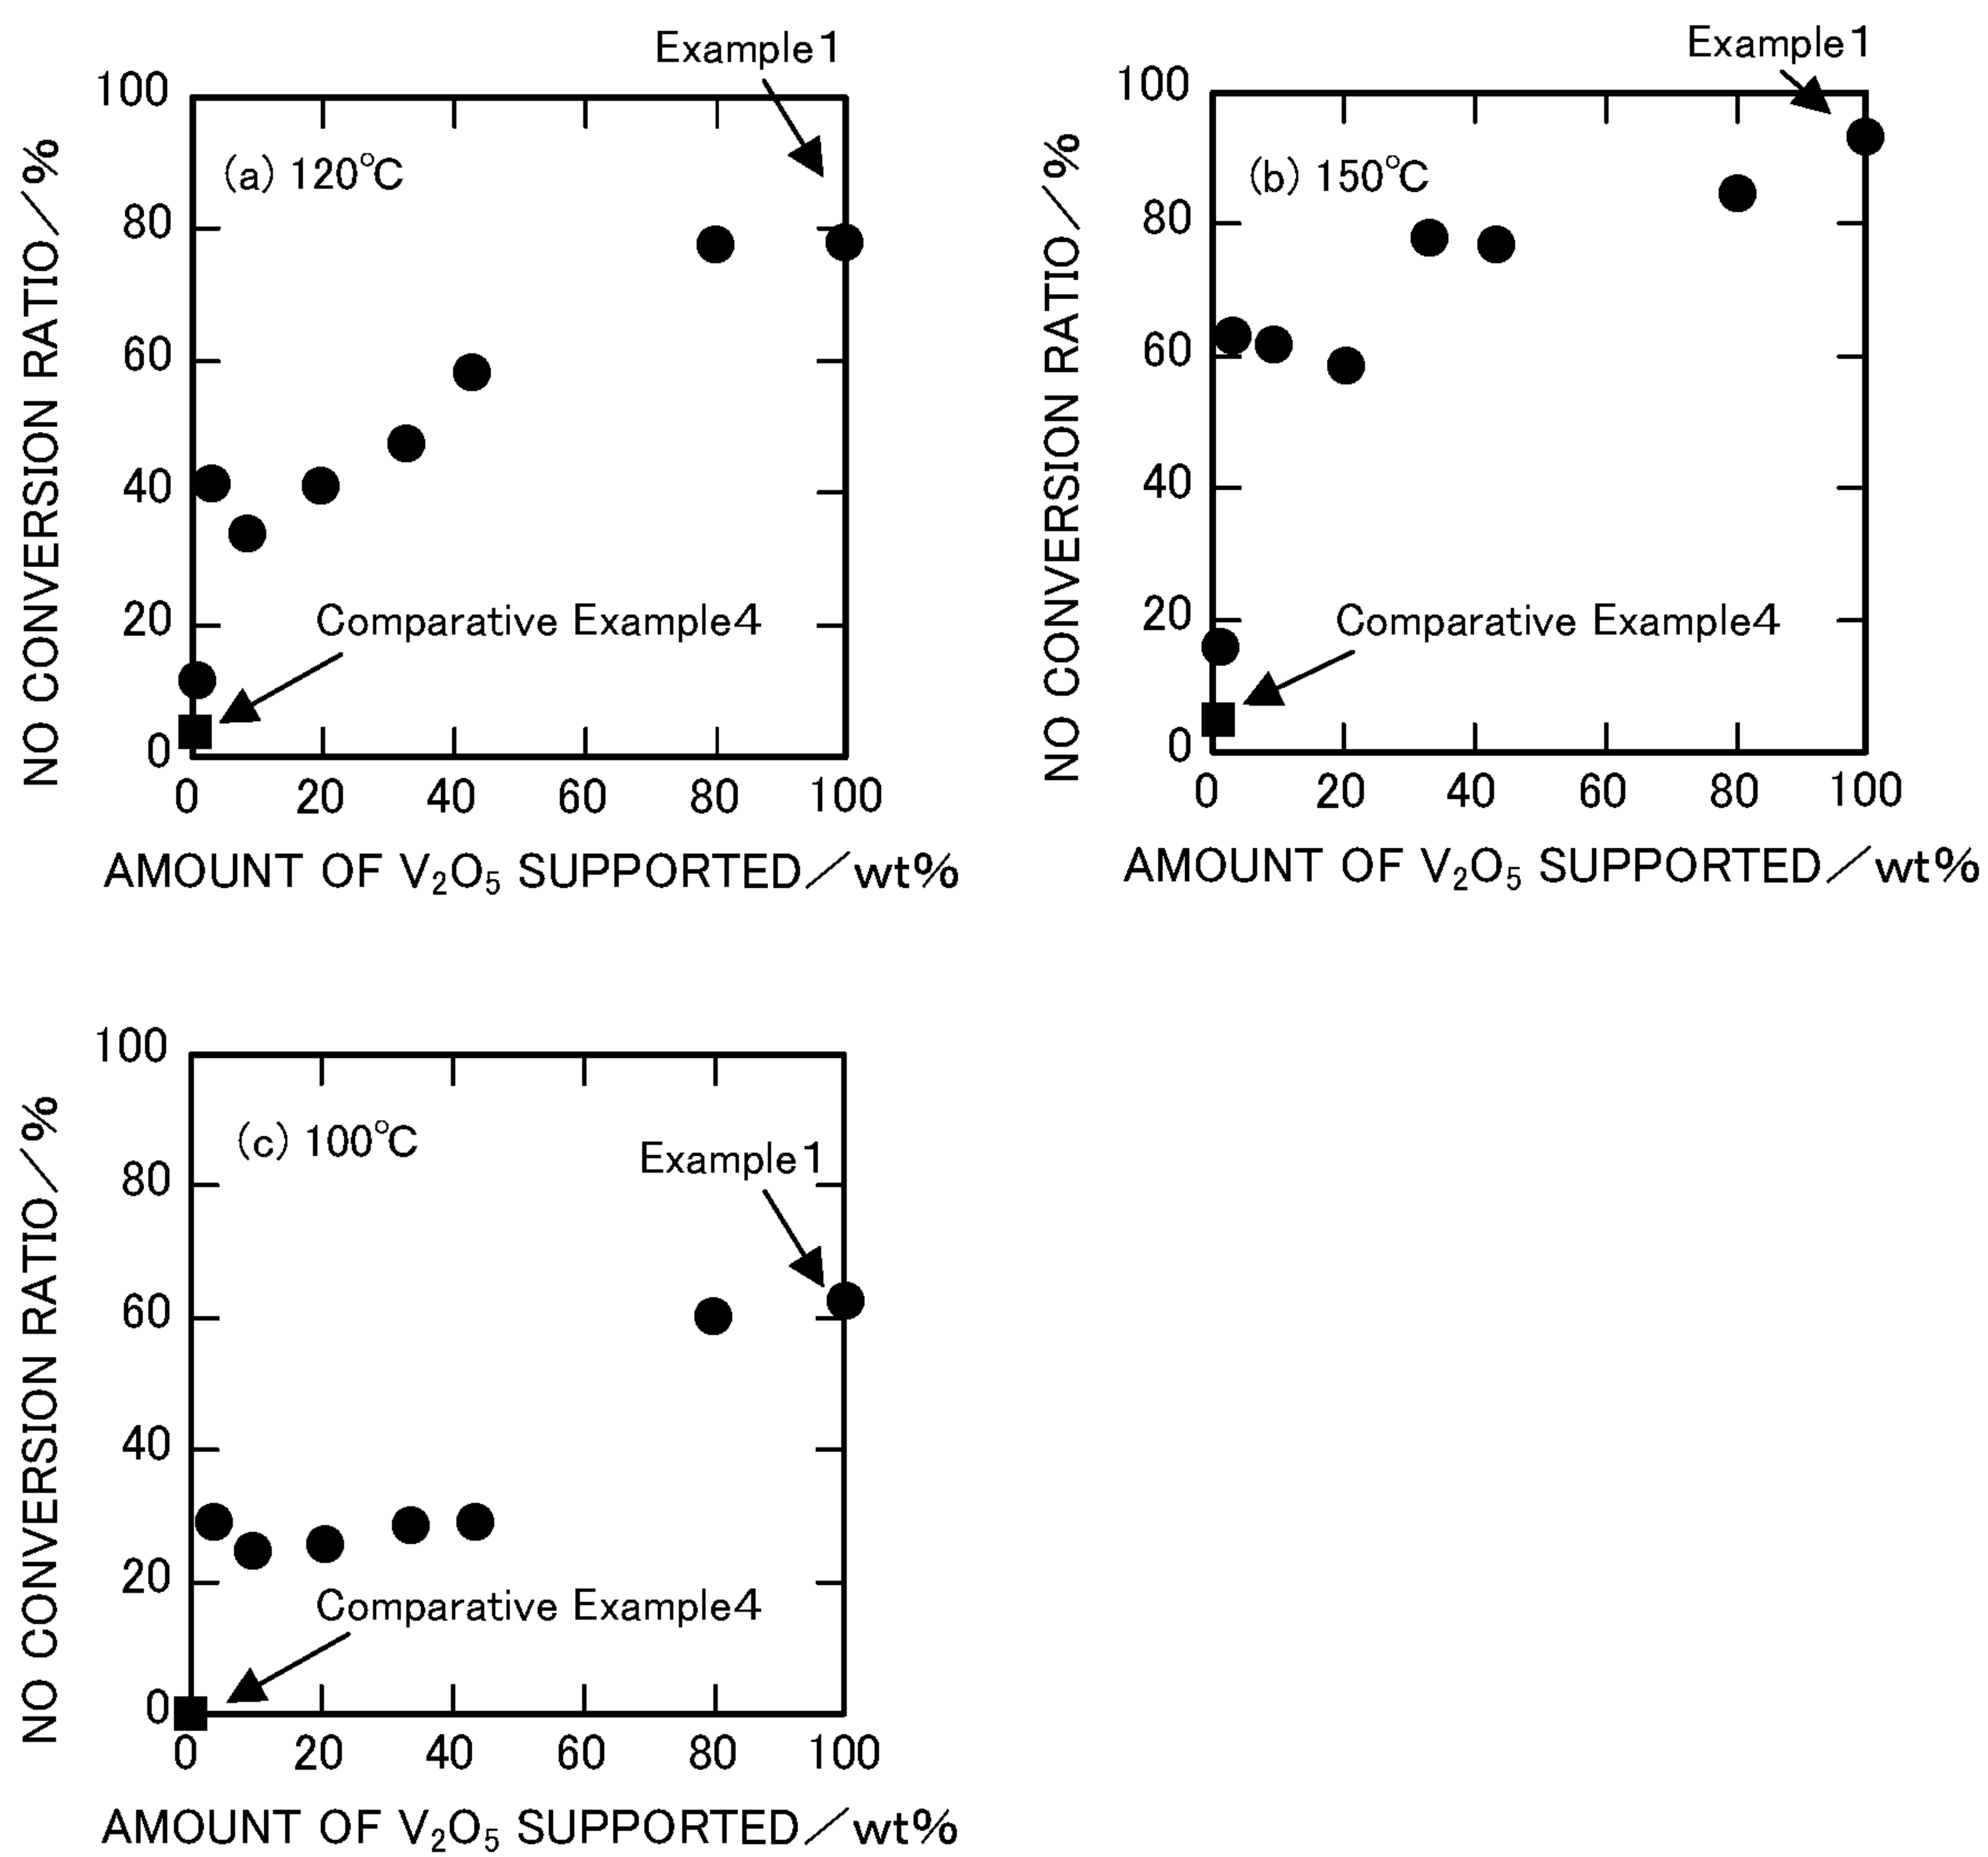 Example1
100
(a) 120℃
80
60
40
20
0
Comparative Example4
0 20 40 60 80 100
NO CONVERSION RATIO/%
AMOUNT OF V₂O₅ SUPPORTED/wt%
Example1
100
(b) 150℃
80
60
40
20
0
Comparative Example4
0 20 40 60 80 100
NO CONVERSION RATIO/%
AMOUNT OF V₂O₅ SUPPORTED/wt%
100
(c) 100℃
Example1
80
60
40
20
0
Comparative Example4
0 20 40 60 80 100
NO CONVERSION RATIO/%
AMOUNT OF V₂O₅ SUPPORTED/wt%